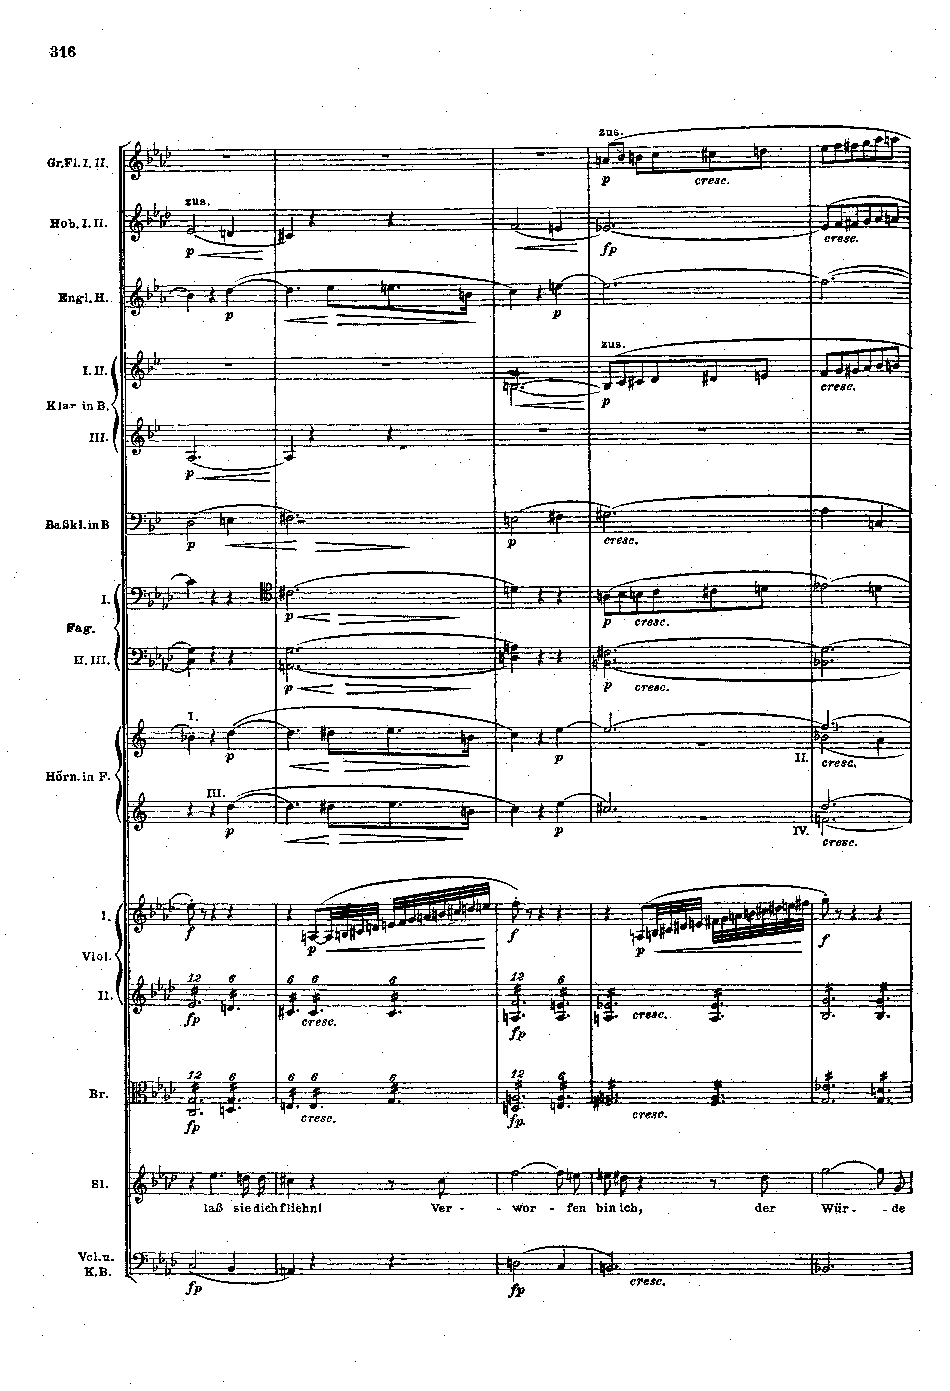 316
zus.
Gr.Fl. I. II.
p cresc.
zus.
Hob. I. II.
p fp cresc.
Engl. H.
p p
zus.
I. II.
p cresc.
Klar. in B.
III.
p
Baßkl. in B
p p cresc.
I.
p p cresc.
Fag.
II. III.
p p cresc.
I.
p p II. cresc.
Hörn. in F.
III.
p p IV. cresc.
I.
f p f p f
Viol.
12 6 6 6 6 12 6
II.
fp cresc. fp cresc.
12 6 6 6 6 12 6
Br.
fp cresc. fp cresc.
Sl.
laß sie dich fliehn! Ver - - wor - fen bin ich, der Wür - - de
Vcl. u.
K.B.
fp fp cresc.